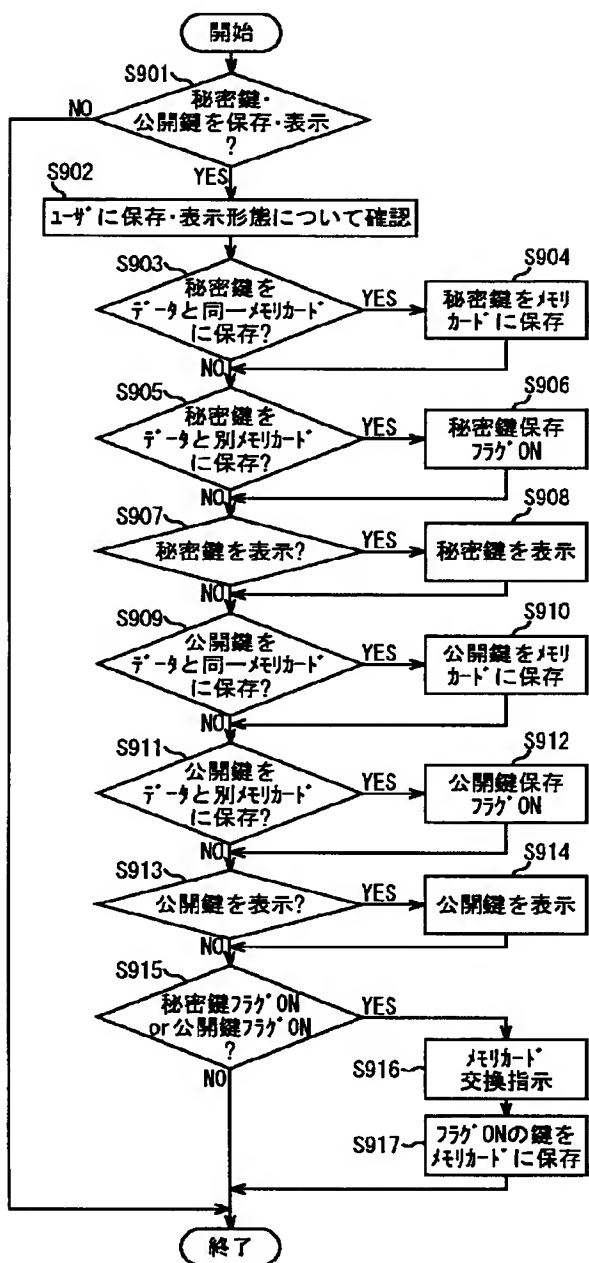 開始
S901
秘密鍵・
公開鍵を保存・表示
?
NO
YES
S902
ﾕｰｻﾞに保存・表示形態について確認
S903
秘密鍵を
ﾃﾞｰﾀと同一ﾒﾓﾘｶｰﾄﾞ
に保存?
YES
S904
秘密鍵をﾒﾓﾘ
ｶｰﾄﾞに保存
NO
S905
秘密鍵を
ﾃﾞｰﾀと別ﾒﾓﾘｶｰﾄﾞ
に保存?
YES
S906
秘密鍵保存
ﾌﾗｸﾞON
NO
S907
秘密鍵を表示?
YES
S908
秘密鍵を表示
NO
S909
公開鍵を
ﾃﾞｰﾀと同一ﾒﾓﾘｶｰﾄﾞ
に保存?
YES
S910
公開鍵をﾒﾓﾘ
ｶｰﾄﾞに保存
NO
S911
公開鍵を
ﾃﾞｰﾀと別ﾒﾓﾘｶｰﾄﾞ
に保存?
YES
S912
公開鍵保存
ﾌﾗｸﾞON
NO
S913
公開鍵を表示?
YES
S914
公開鍵を表示
NO
S915
秘密鍵ﾌﾗｸﾞON
or公開鍵ﾌﾗｸﾞON
?
YES
NO
S916
ﾒﾓﾘｶｰﾄﾞ
交換指示
S917
ﾌﾗｸﾞONの鍵を
ﾒﾓﾘｶｰﾄﾞに保存
終了